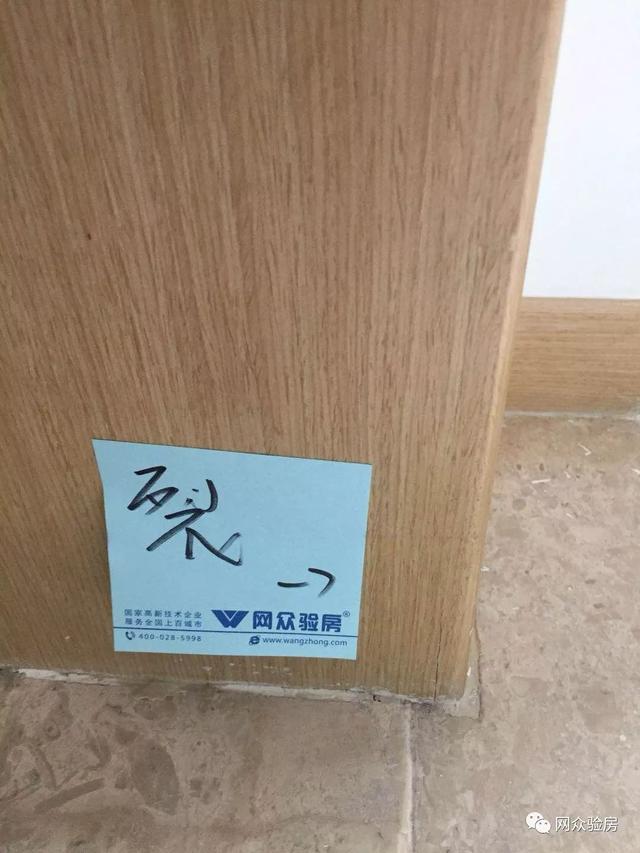 裂
→
国家高新技术企业
服务全国上百城市
400-028-5998
网众验房®
www.wangzhong.com
网众验房